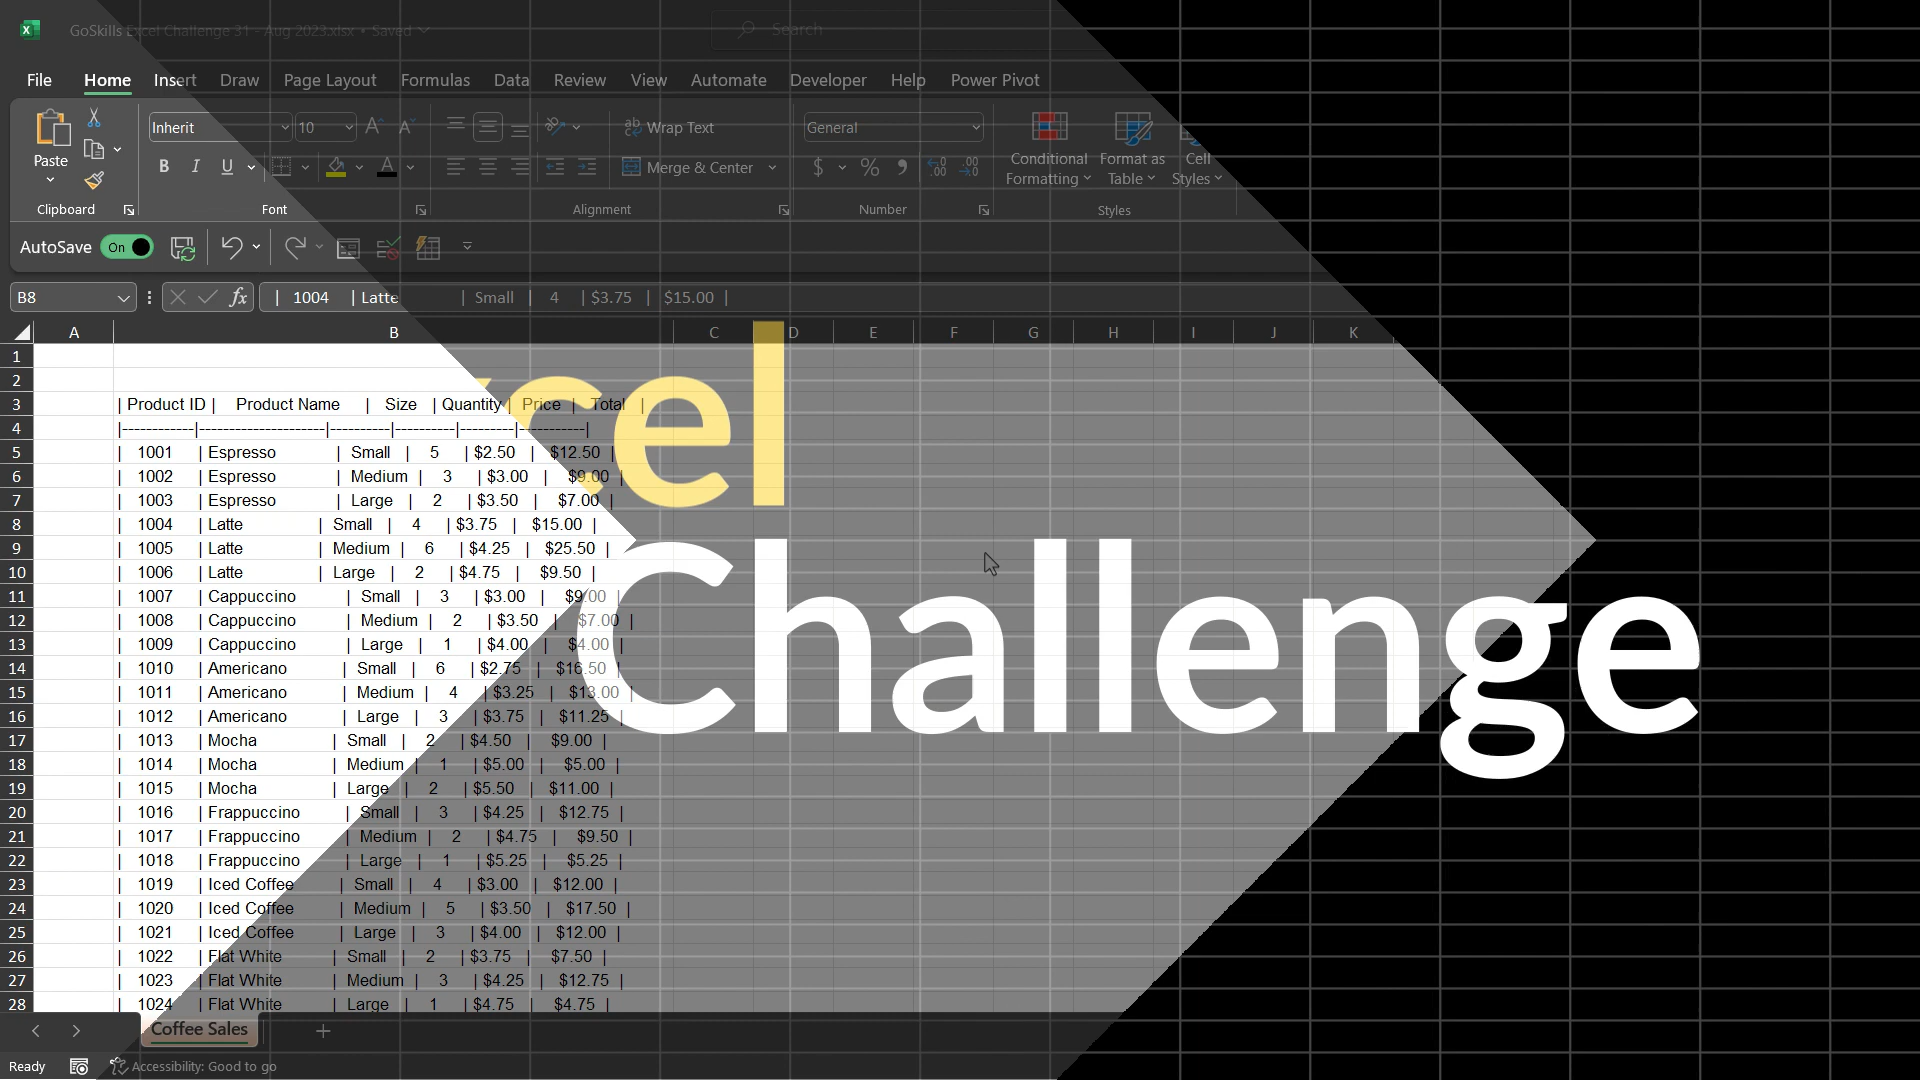 GoSkills Excel Challenge 31 - Aug 2023.xlsx • Saved
Search
File Home Insert Draw Page Layout Formulas Data Review View Automate Developer Help Power Pivot
Inherit 10 Wrap Text General
Paste B I U Merge & Center $ % Conditional Formatting Format as Table Cell Styles
Clipboard Font Alignment Number Styles
AutoSave On
B8 fx | 1004 | Latte | Small | 4 | $3.75 | $15.00 |
A B C D E F G H I J K
1
2
3 | Product ID | Product Name | Size | Quantity | Price | Total |
4 |------------|---------------------|----------|----------|---------|-----------|
5 | 1001 | Espresso | Small | 5 | $2.50 | $12.50 |
6 | 1002 | Espresso | Medium | 3 | $3.00 | $9.00 |
7 | 1003 | Espresso | Large | 2 | $3.50 | $7.00 |
8 | 1004 | Latte | Small | 4 | $3.75 | $15.00 |
9 | 1005 | Latte | Medium | 6 | $4.25 | $25.50 |
10 | 1006 | Latte | Large | 2 | $4.75 | $9.50 |
11 | 1007 | Cappuccino | Small | 3 | $3.00 | $9.00 |
12 | 1008 | Cappuccino | Medium | 2 | $3.50 | $7.00 |
13 | 1009 | Cappuccino | Large | 1 | $4.00 | $4.00 |
14 | 1010 | Americano | Small | 6 | $2.75 | $16.50 |
15 | 1011 | Americano | Medium | 4 | $3.25 | $13.00 |
16 | 1012 | Americano | Large | 3 | $3.75 | $11.25 |
17 | 1013 | Mocha | Small | 2 | $4.50 | $9.00 |
18 | 1014 | Mocha | Medium | 1 | $5.00 | $5.00 |
19 | 1015 | Mocha | Large | 2 | $5.50 | $11.00 |
20 | 1016 | Frappuccino | Small | 3 | $4.25 | $12.75 |
21 | 1017 | Frappuccino | Medium | 2 | $4.75 | $9.50 |
22 | 1018 | Frappuccino | Large | 1 | $5.25 | $5.25 |
23 | 1019 | Iced Coffee | Small | 4 | $3.00 | $12.00 |
24 | 1020 | Iced Coffee | Medium | 5 | $3.50 | $17.50 |
25 | 1021 | Iced Coffee | Large | 3 | $4.00 | $12.00 |
26 | 1022 | Flat White | Small | 2 | $3.75 | $7.50 |
27 | 1023 | Flat White | Medium | 3 | $4.25 | $12.75 |
28 | 1024 | Flat White | Large | 1 | $4.75 | $4.75 |
cel
Challenge
Coffee Sales
Ready Accessibility: Good to go